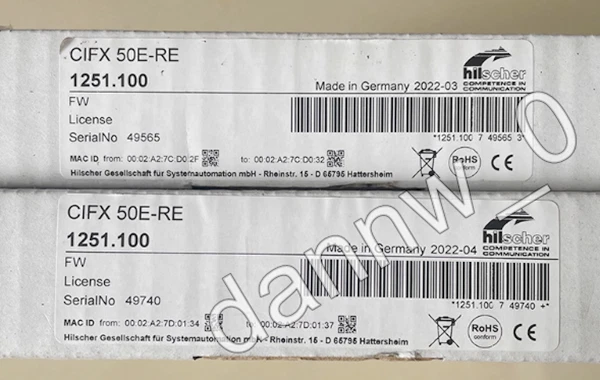 CIFX 50E-RE
1251.100
hilscher
COMPETENCE IN
COMMUNICATION
Made in Germany 2022-03
FW
License
SerialNo 49565
*1251.100 7 49565 3*
MAC ID from: 00:02:A2:7C:D0:2F to: 00:02:A2:7C:D0:32
RoHS
conform
CE
Hilscher Gesellschaft für Systemautomation mbH - Rheinstr. 15 - D 65795 Hattersheim
CIFX 50E-RE
1251.100
hilscher
COMPETENCE IN
COMMUNICATION
Made in Germany 2022-04
FW
License
SerialNo 49740
*1251.100 7 49740 +*
MAC ID from: 00:02:A2:7D:01:34 to: 00:02:A2:7D:01:37
RoHS
conform
CE
Hilscher Gesellschaft für Systemautomation mbH - Rheinstr. 15 - D 65795 Hattersheim
dannw_0